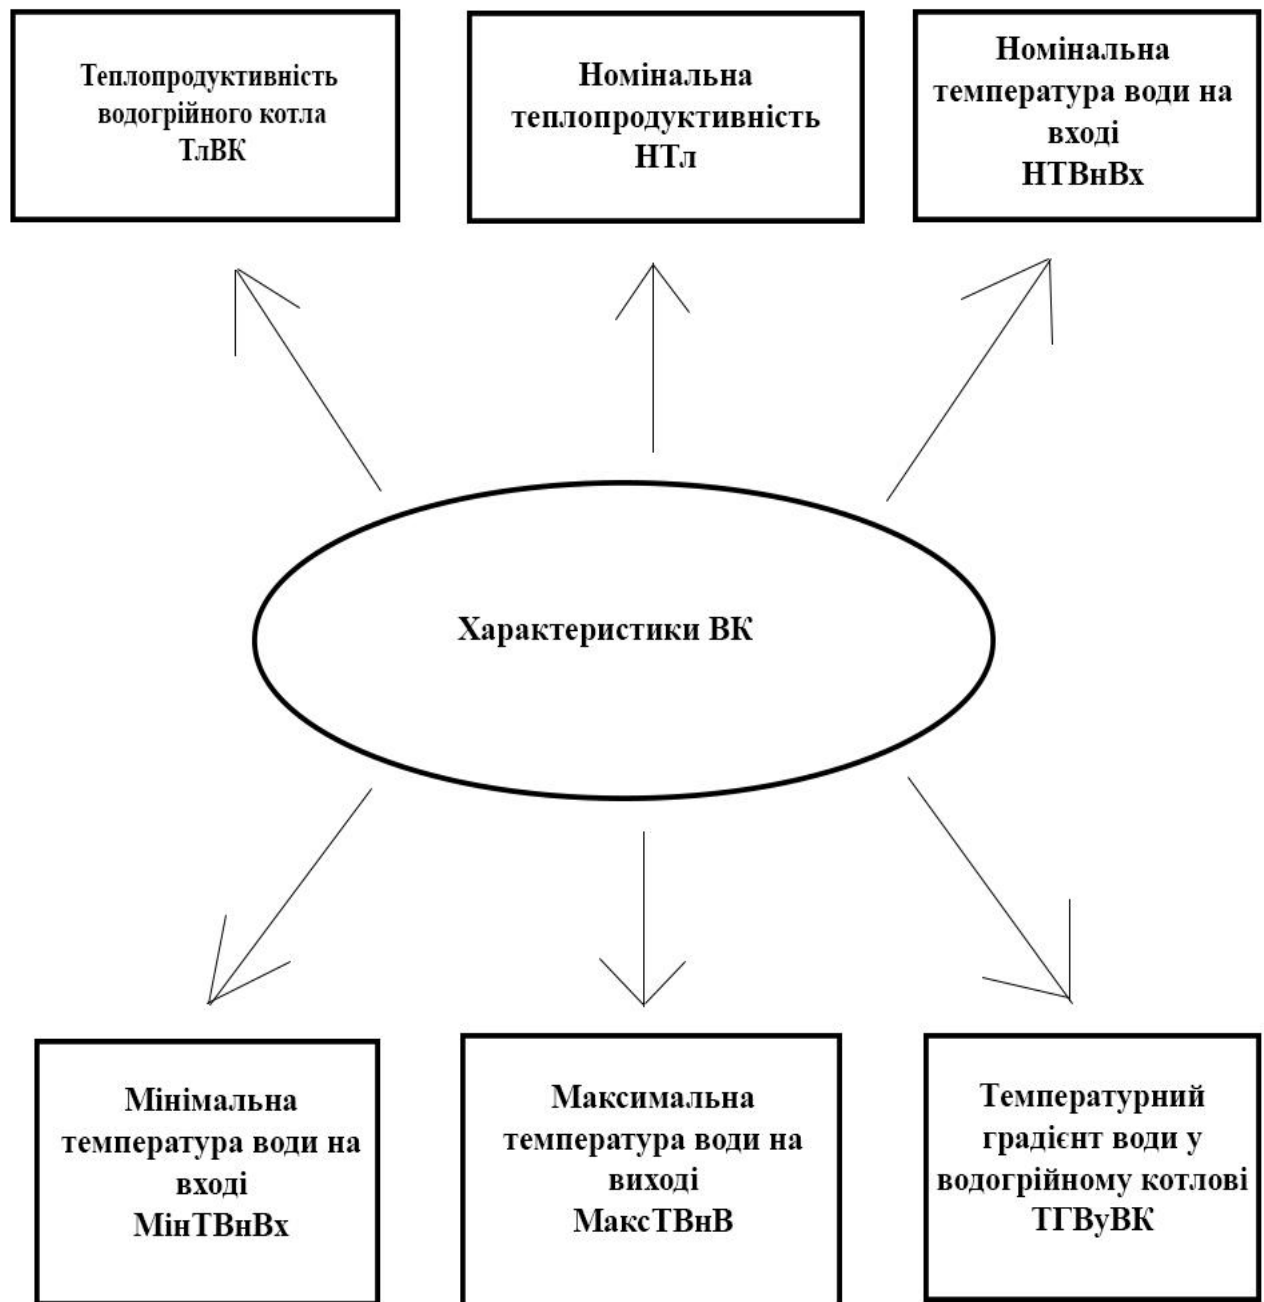 Теплопродуктивність
водогрійного котла
ТлВК
Номінальна
теплопродуктивність
НТл
Номінальна
температура води на
вході
НТВнВх
Характеристики ВК
Мінімальна
температура води на
вході
МінТВнВх
Максимальна
температура води на
виході
МаксТВнВ
Температурний
градієнт води у
водогрійному котлові
ТГВуВК